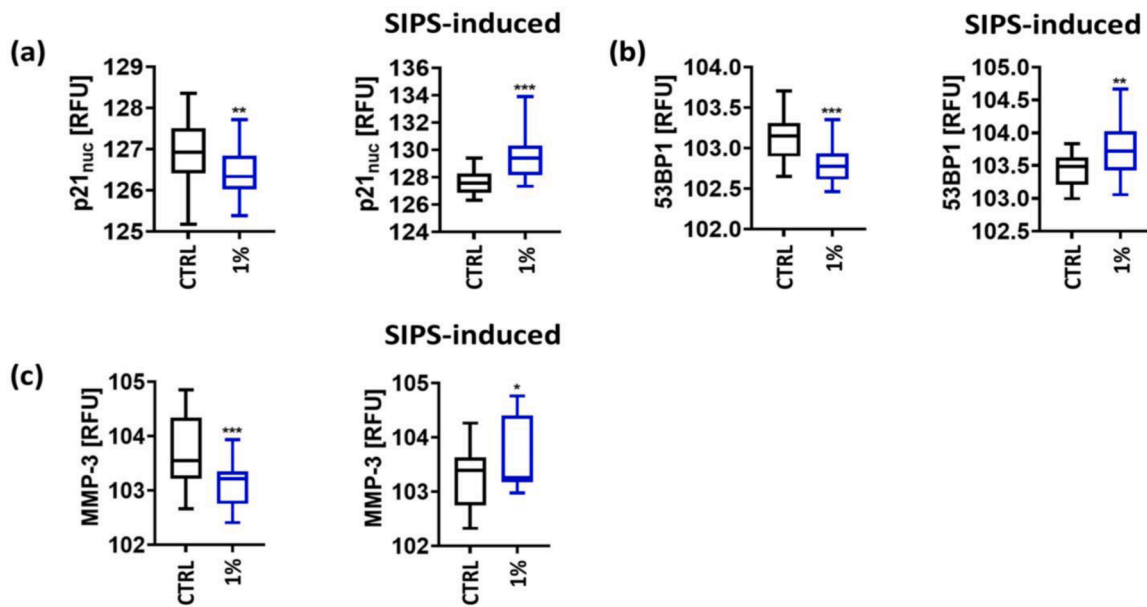 SIPS-induced
SIPS-induced
(a)
p21nuc [RFU]
129
128
127
126
125
**
CTRL
1%
p21nuc [RFU]
136
134
132
130
128
126
124
***
CTRL
1%
(b)
53BP1 [RFU]
104.0
103.5
103.0
102.5
102.0
***
CTRL
1%
53BP1 [RFU]
105.0
104.5
104.0
103.5
103.0
102.5
**
CTRL
1%
SIPS-induced
(c)
MMP-3 [RFU]
105
104
103
102
***
CTRL
1%
MMP-3 [RFU]
105
104
103
102
*
CTRL
1%